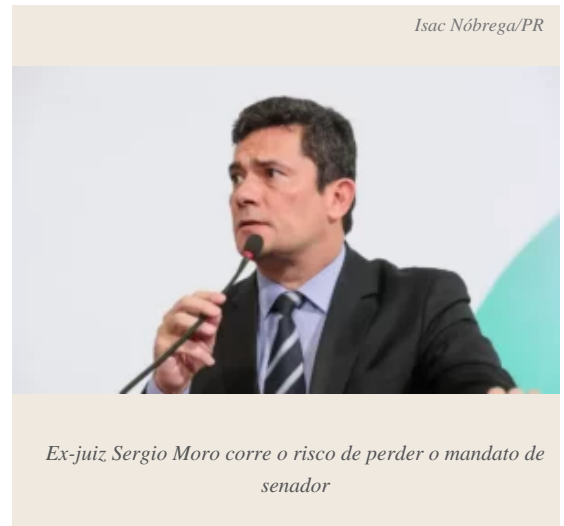 Isac Nóbrega/PR
Ex-juiz Sergio Moro corre o risco de perder o mandato de
senador